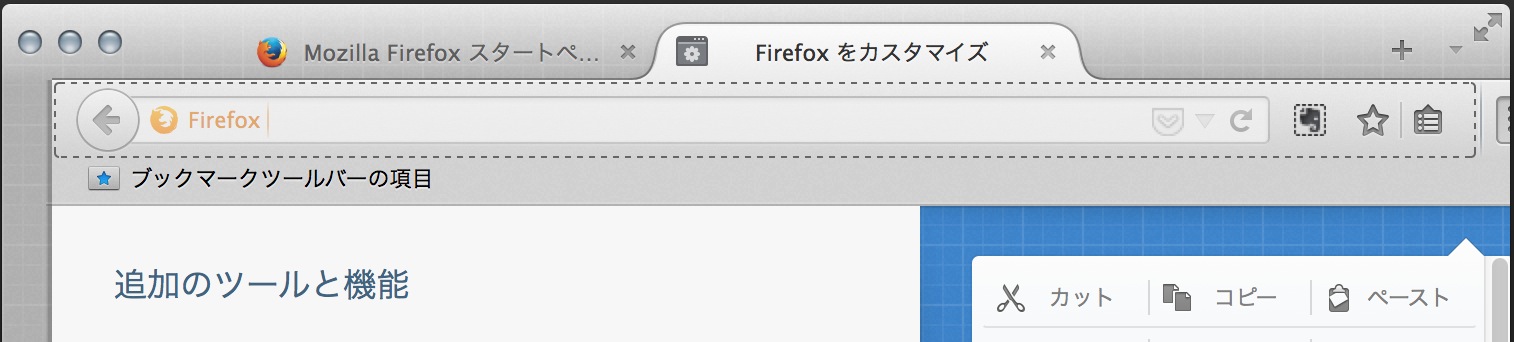 Mozilla Firefox スタートペ...
Firefox をカスタマイズ
Firefox
ブックマークツールバーの項目
追加のツールと機能
カット
コピー
ペースト